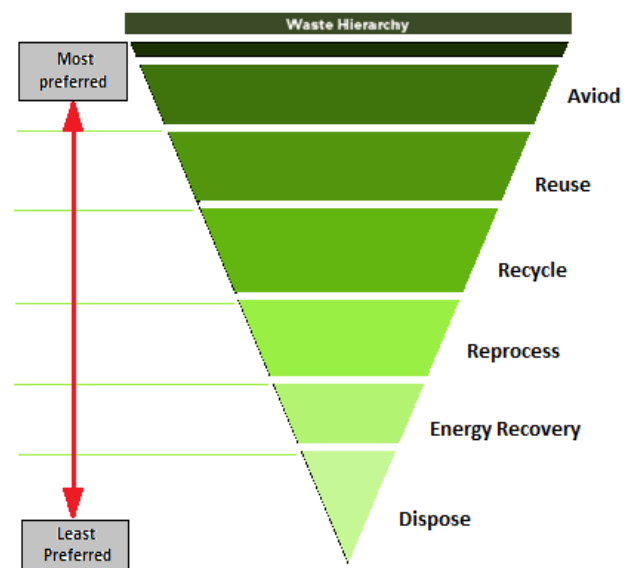 Waste Hierarchy
Most
preferred
Aviod
Reuse
Recycle
Reprocess
Energy Recovery
Dispose
Least
Preferred